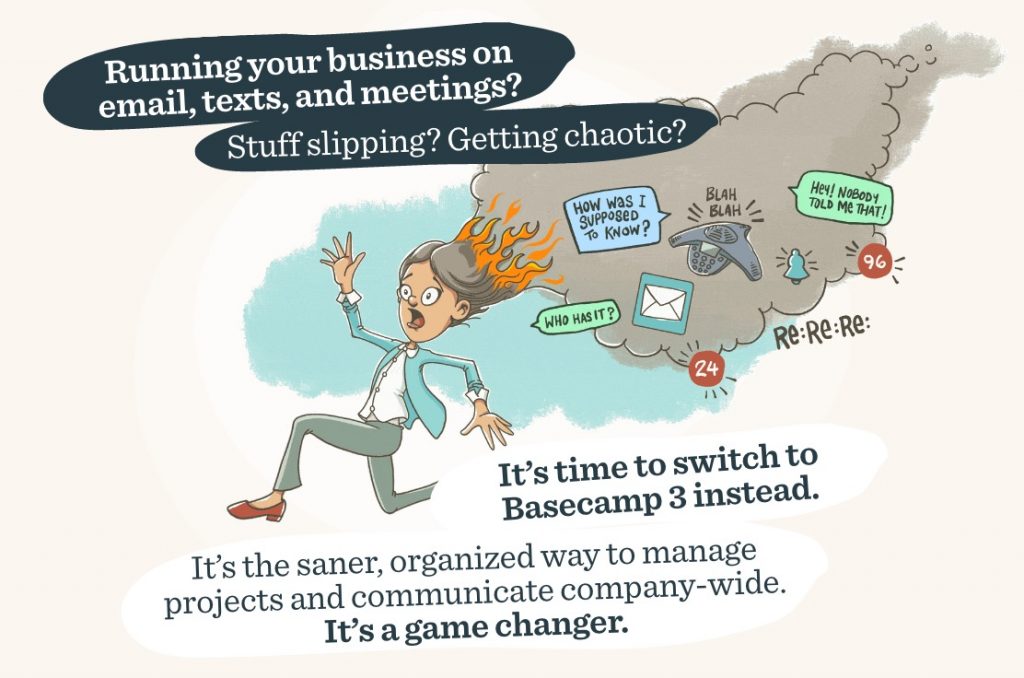 Running your business on
email, texts, and meetings?
Stuff slipping? Getting chaotic?
HOW WAS I
SUPPOSED
TO KNOW?
BLAH
BLAH
Hey! NOBODY
TOLD Me THAT!
96
WHO HAS IT?
Re: Re: Re:
24
It’s time to switch to
Basecamp 3 instead.
It’s the saner, organized way to manage
projects and communicate company-wide.
It’s a game changer.